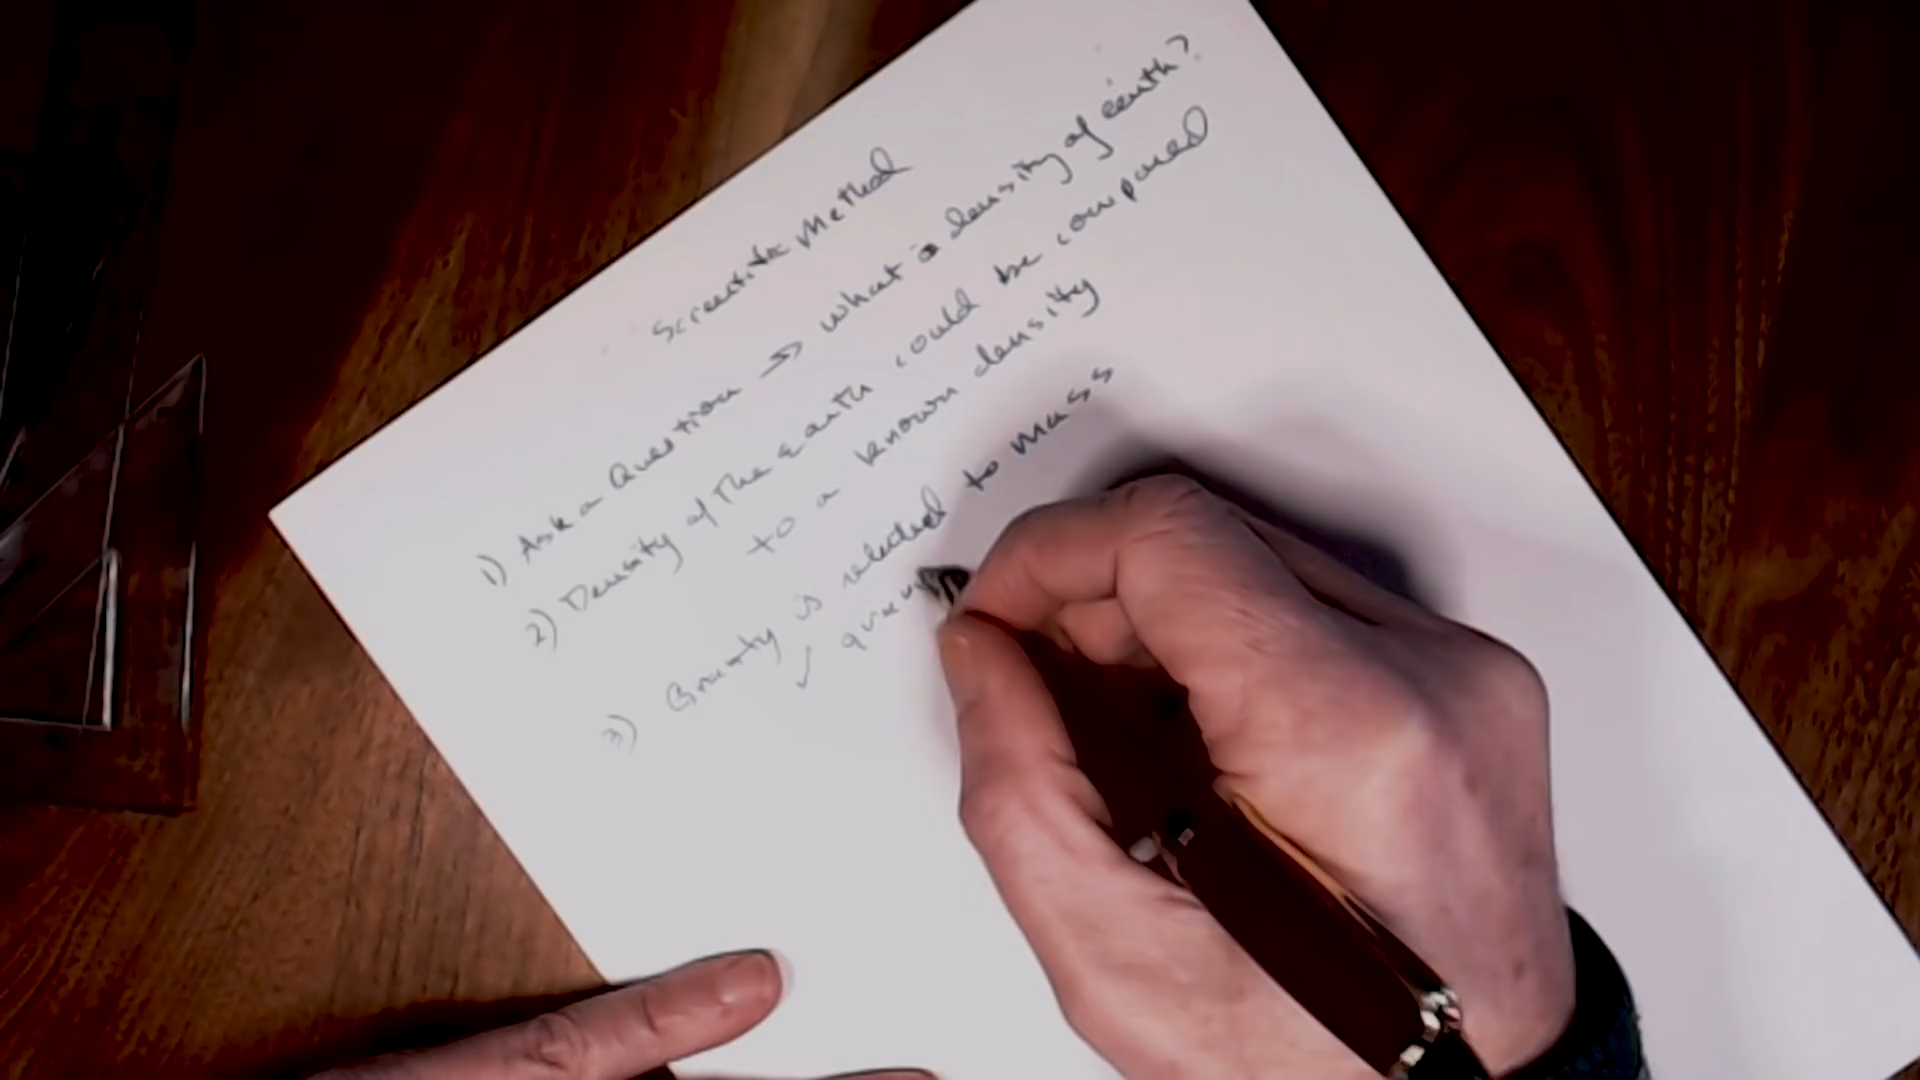 Scientific Method
1) Ask a Question → what is density of earth?
2) Density of The Earth could be compared
to a known density
3) Gravity is related to mass
✓